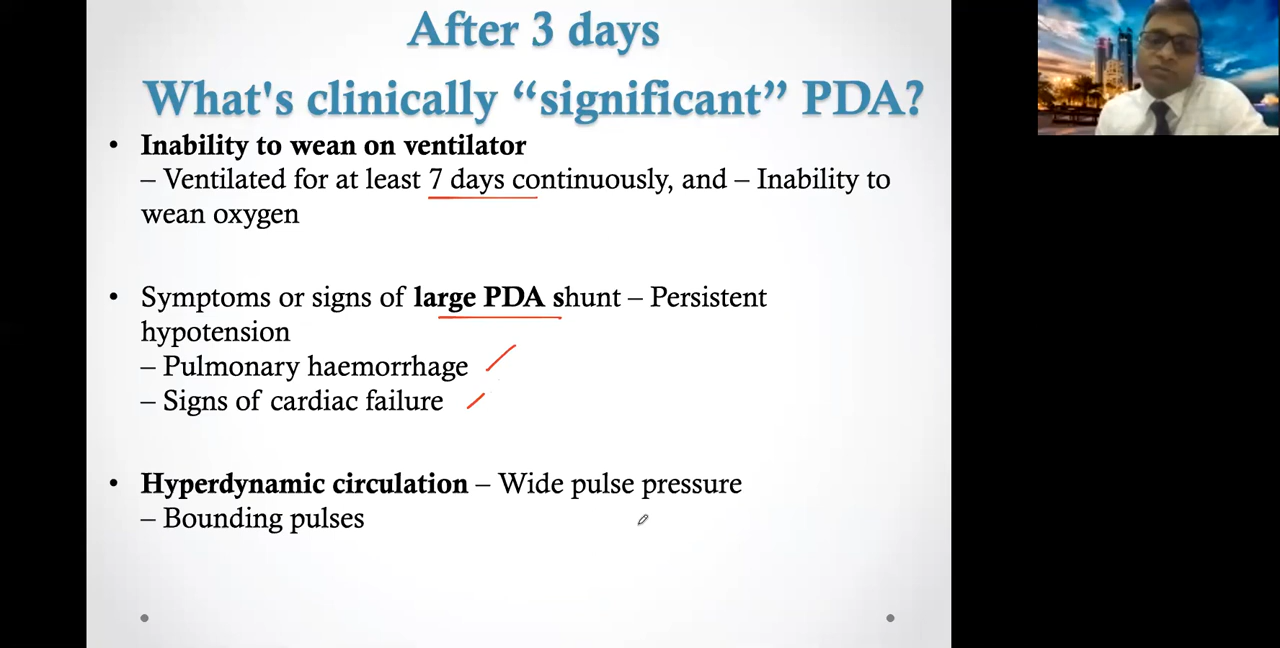 After 3 days
What's clinically “significant” PDA?
• Inability to wean on ventilator
– Ventilated for at least 7 days continuously, and – Inability to
wean oxygen
• Symptoms or signs of large PDA shunt – Persistent
hypotension
– Pulmonary haemorrhage
– Signs of cardiac failure
• Hyperdynamic circulation – Wide pulse pressure
– Bounding pulses